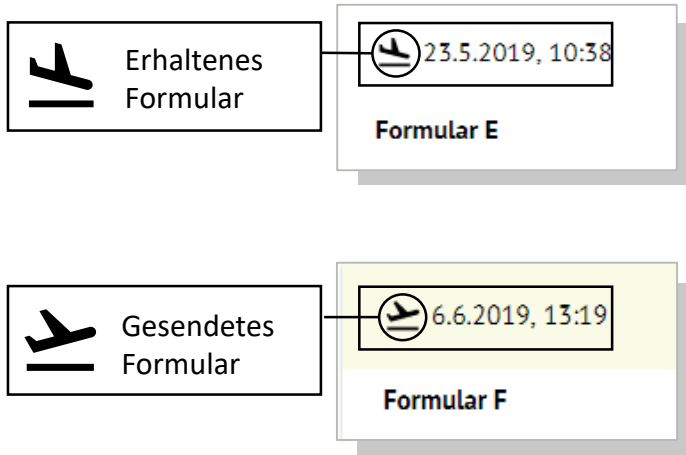 Erhaltenes
Formular
23.5.2019, 10:38
Formular E
Gesendetes
Formular
6.6.2019, 13:19
Formular F